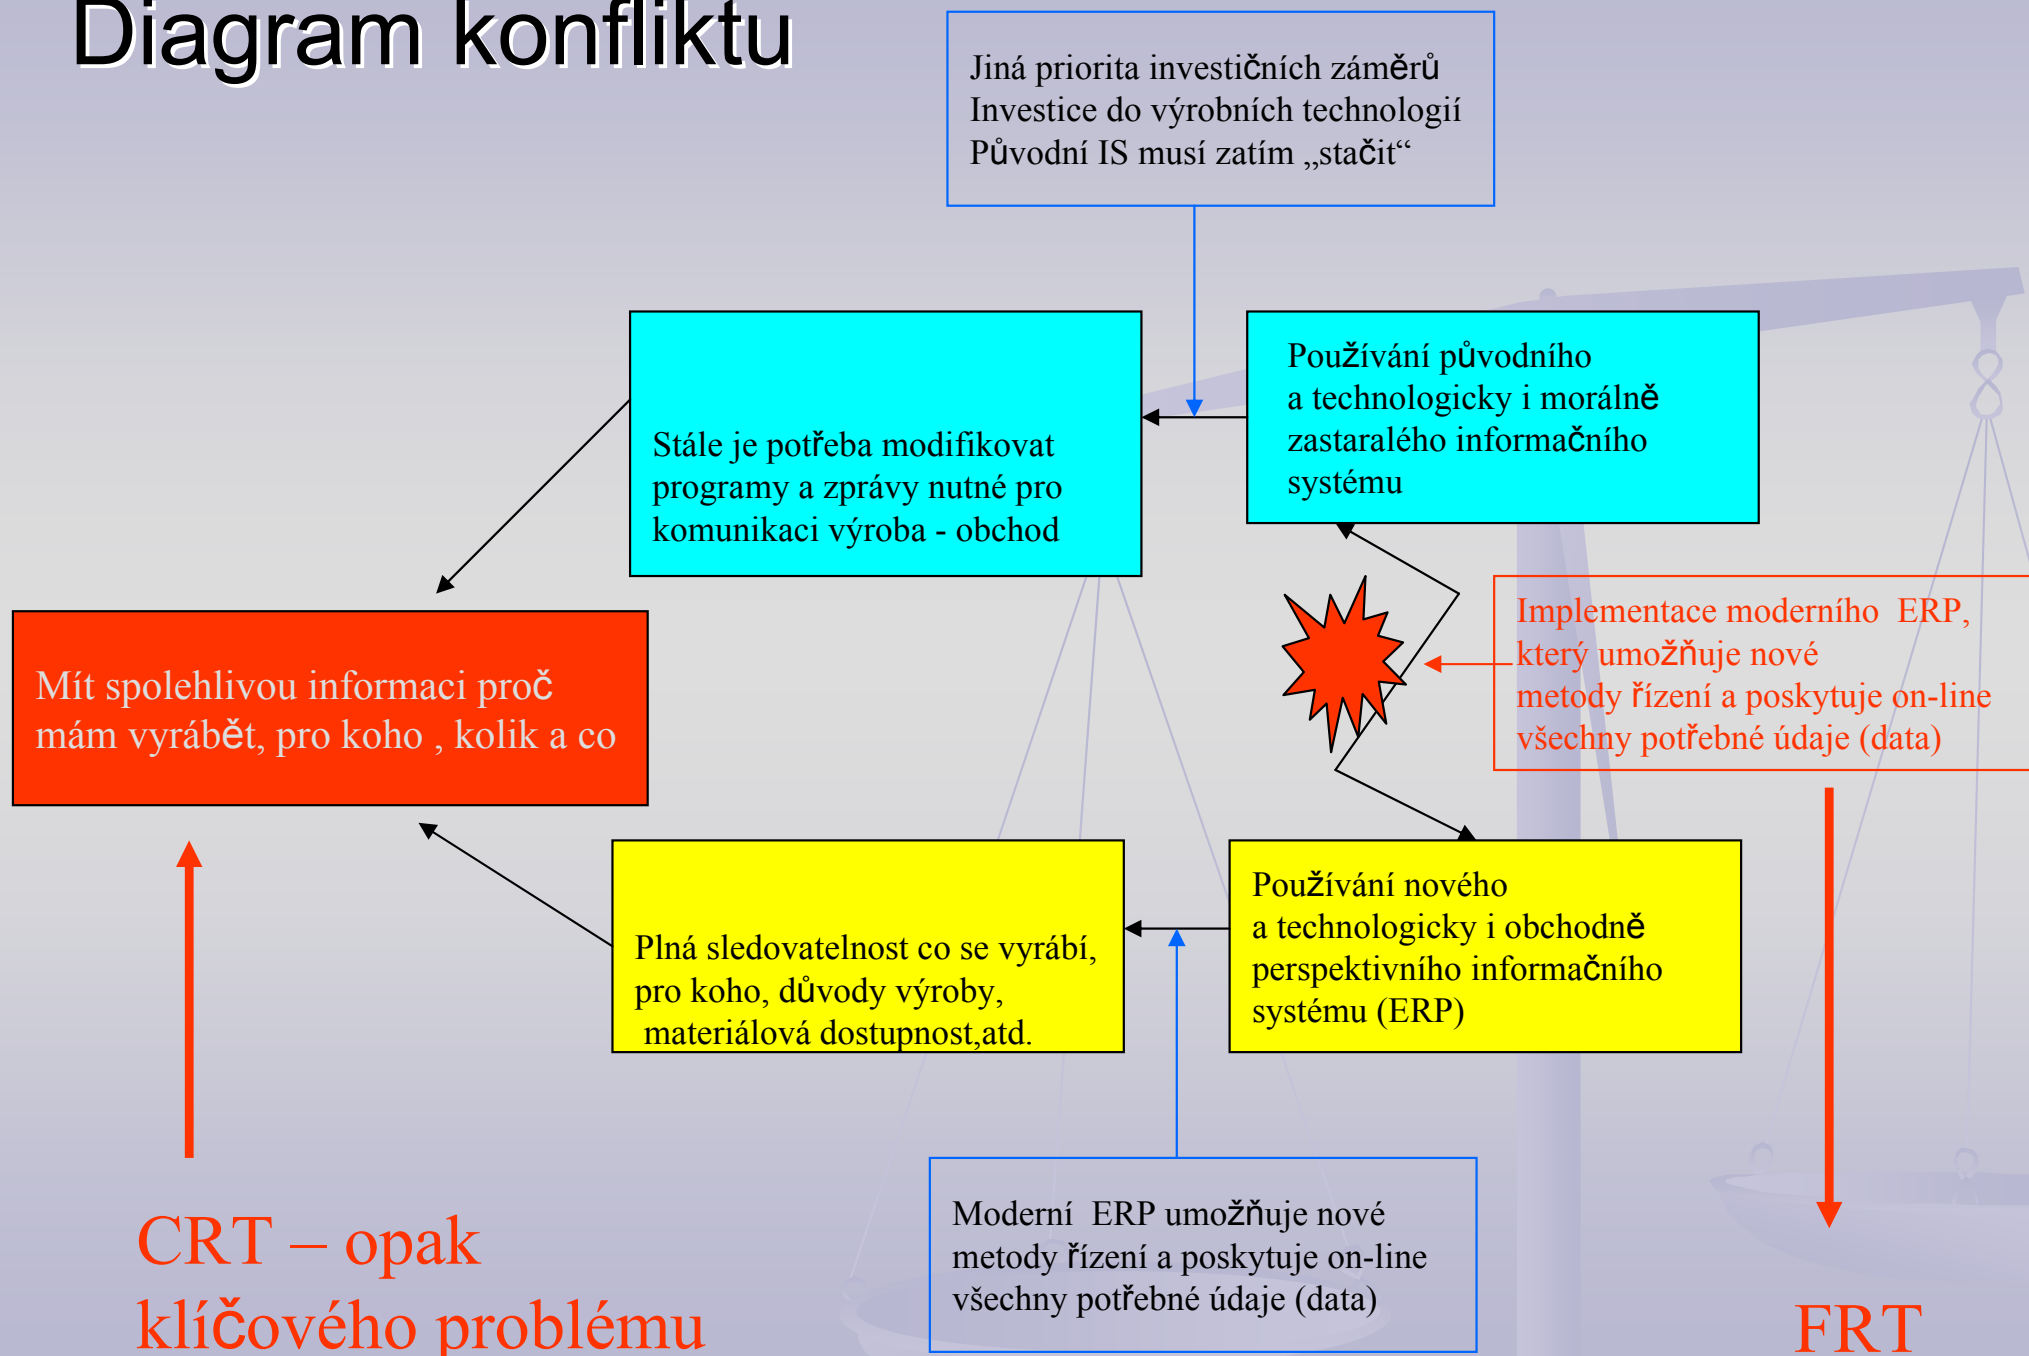 Diagram konfliktu
Jiná priorita investičních záměrů
Investice do výrobních technologií
Původní IS musí zatím „stačit“
Stále je potřeba modifikovat
programy a zprávy nutné pro
komunikaci výroba - obchod
Používání původního
a technologicky i morálně
zastaralého informačního
systému
Mít spolehlivou informaci proč
mám vyrábět, pro koho , kolik a co
Implementace moderního  ERP,
který umožňuje nové
metody řízení a poskytuje on-line
všechny potřebné údaje (data)
Plná sledovatelnost co se vyrábí,
pro koho, důvody výroby,
materiálová dostupnost,atd.
Používání nového
a technologicky i obchodně
perspektivního informačního
systému (ERP)
Moderní  ERP umožňuje nové
metody řízení a poskytuje on-line
všechny potřebné údaje (data)
CRT – opak
klíčového problému
FRT